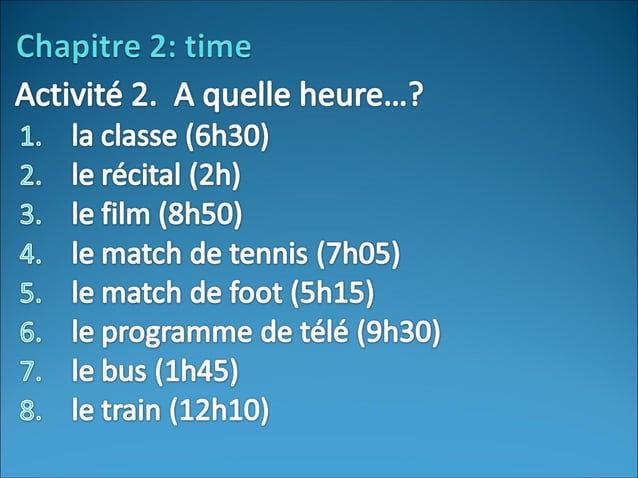 Chapitre 2: time
Activité 2.  A quelle heure…?
1. la classe (6h30)
2. le récital (2h)
3. le film (8h50)
4. le match de tennis (7h05)
5. le match de foot (5h15)
6. le programme de télé (9h30)
7. le bus (1h45)
8. le train (12h10)